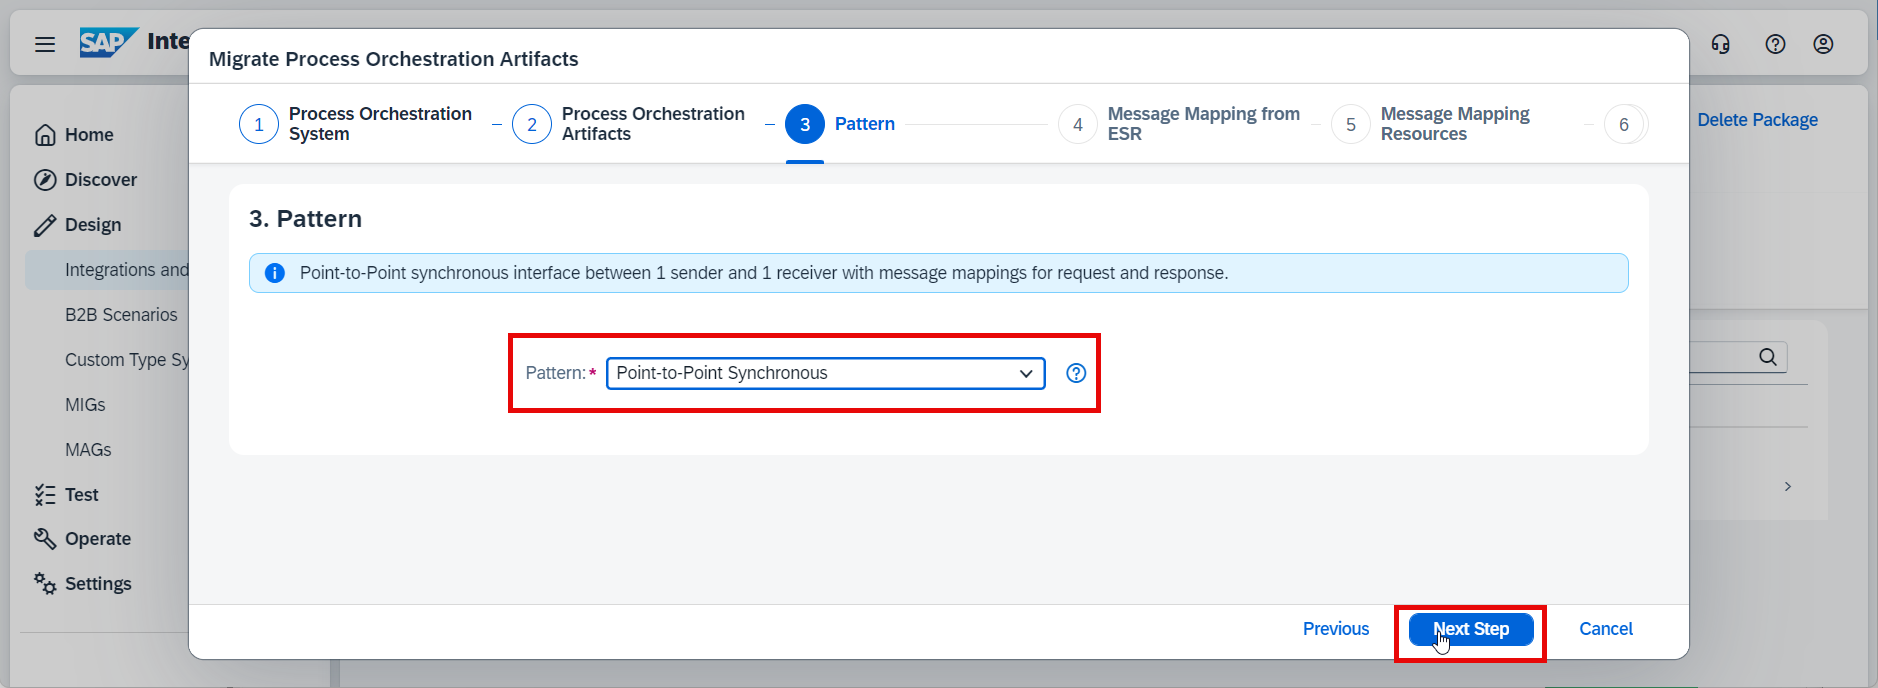 SAP Inte
Migrate Process Orchestration Artifacts
1 Process Orchestration
System
2 Process Orchestration
Artifacts
3 Pattern
4 Message Mapping from
ESR
5 Message Mapping
Resources
6
Delete Package
Home
Discover
Design
Integrations and
B2B Scenarios
Custom Type Sy
MIGs
MAGs
Test
Operate
Settings
3. Pattern
Point-to-Point synchronous interface between 1 sender and 1 receiver with message mappings for request and response.
Pattern:* Point-to-Point Synchronous
Previous
Next Step
Cancel